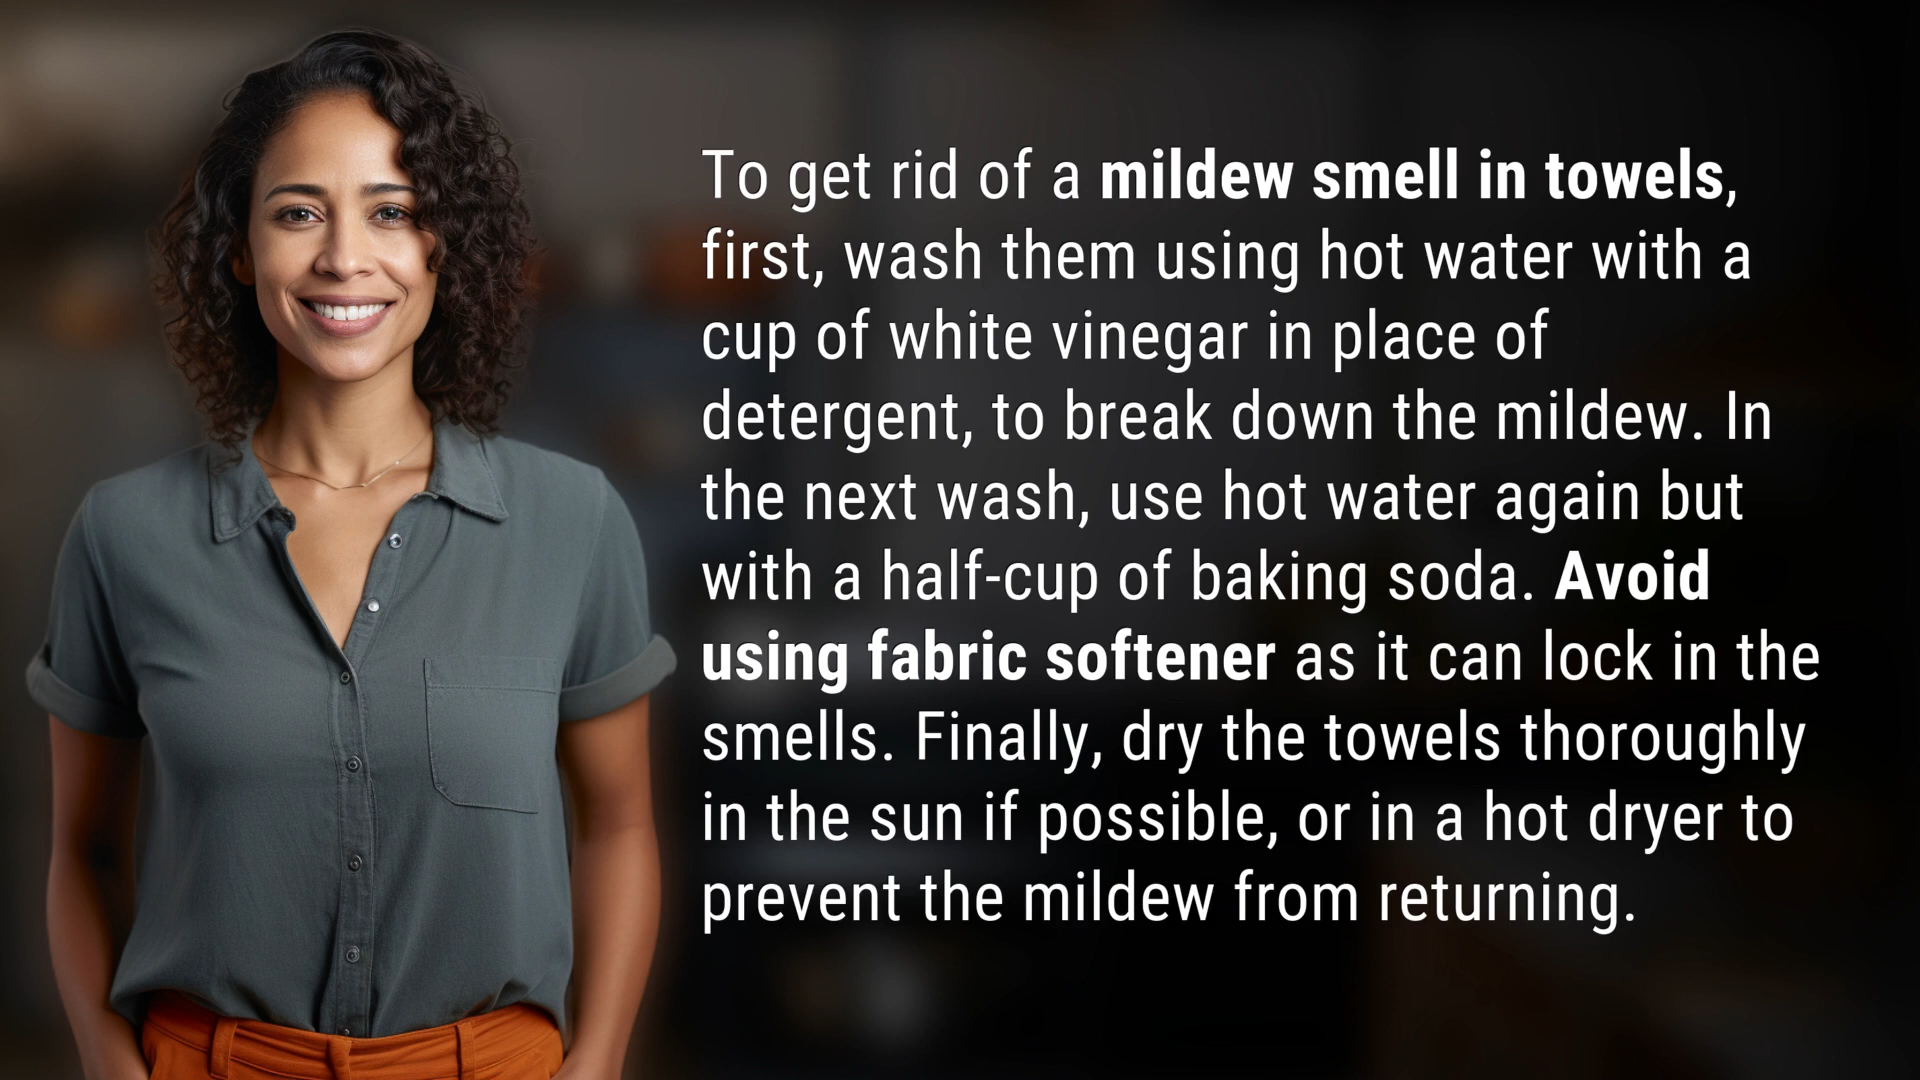 To get rid of a mildew smell in towels,
first, wash them using hot water with a
cup of white vinegar in place of
detergent, to break down the mildew. In
the next wash, use hot water again but
with a half-cup of baking soda. Avoid
using fabric softener as it can lock in the
smells. Finally, dry the towels thoroughly
in the sun if possible, or in a hot dryer to
prevent the mildew from returning.